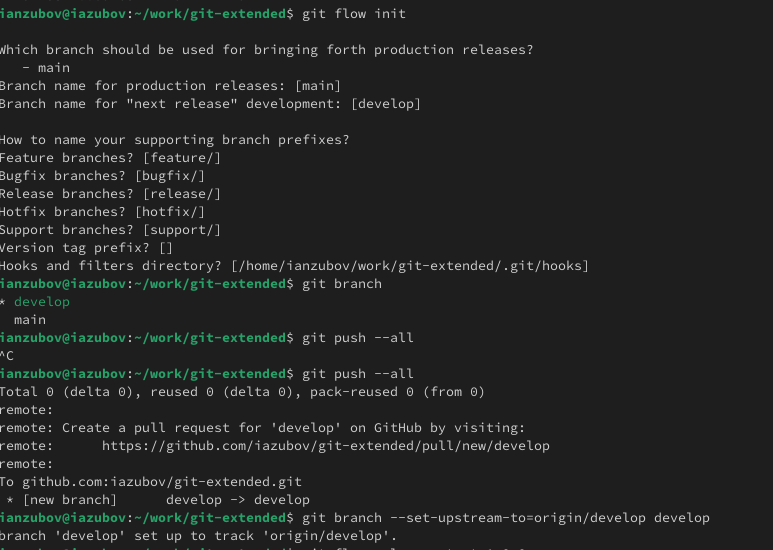 ianzubov@iazubov:~/work/git-extended$ git flow init
Which branch should be used for bringing forth production releases?
   - main
Branch name for production releases: [main]
Branch name for "next release" development: [develop]
How to name your supporting branch prefixes?
Feature branches? [feature/]
Bugfix branches? [bugfix/]
Release branches? [release/]
Hotfix branches? [hotfix/]
Support branches? [support/]
Version tag prefix? []
Hooks and filters directory? [/home/ianzubov/work/git-extended/.git/hooks]
ianzubov@iazubov:~/work/git-extended$ git branch
* develop
  main
ianzubov@iazubov:~/work/git-extended$ git push --all
^C
ianzubov@iazubov:~/work/git-extended$ git push --all
Total 0 (delta 0), reused 0 (delta 0), pack-reused 0 (from 0)
remote:
remote: Create a pull request for 'develop' on GitHub by visiting:
remote:      https://github.com/iazubov/git-extended/pull/new/develop
remote:
To github.com:iazubov/git-extended.git
 * [new branch]      develop -> develop
ianzubov@iazubov:~/work/git-extended$ git branch --set-upstream-to=origin/develop develop
branch 'develop' set up to track 'origin/develop'.